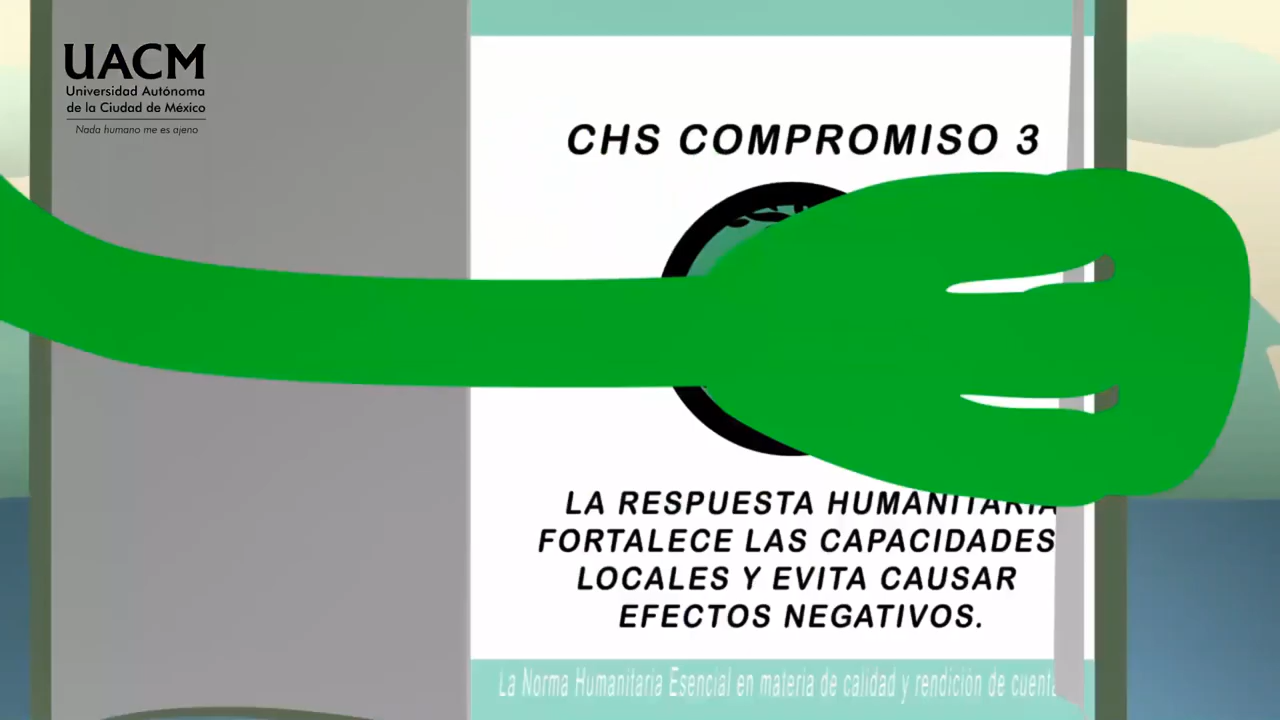 UACM
Universidad Autónoma
de la Ciudad de México
Nada humano me es ajeno
CHS COMPROMISO 3
LA RESPUESTA HUMANITARIA
FORTALECE LAS CAPACIDADES
LOCALES Y EVITA CAUSAR
EFECTOS NEGATIVOS.
La Norma Humanitaria Esencial en materia de calidad y rendición de